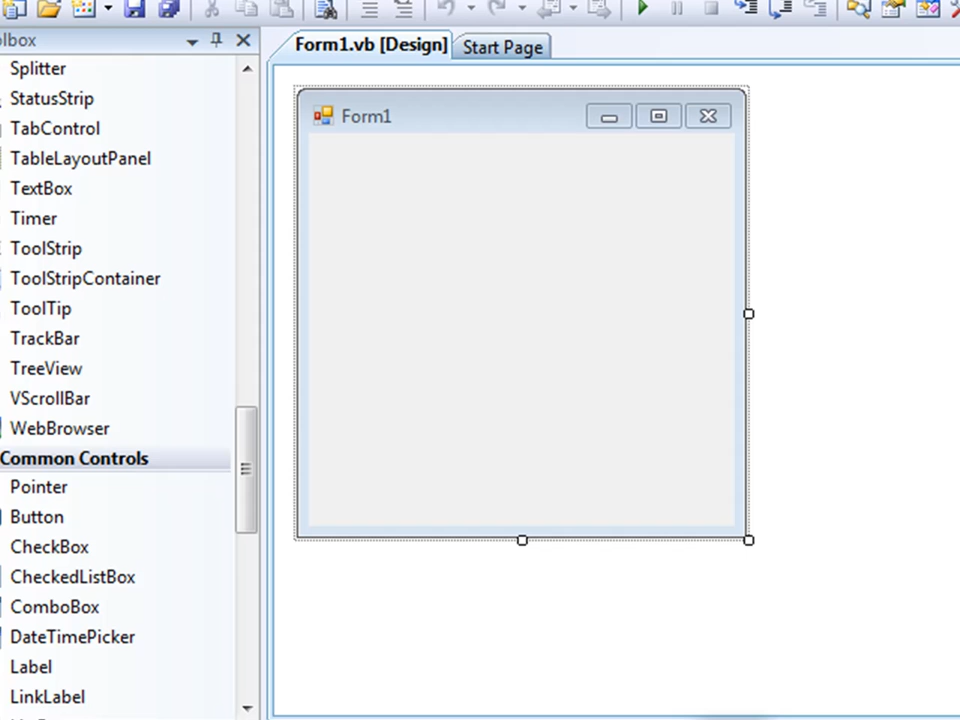 olbox
Form1.vb [Design]
Start Page
Splitter
StatusStrip
TabControl
TableLayoutPanel
TextBox
Timer
ToolStrip
ToolStripContainer
ToolTip
TrackBar
TreeView
VScrollBar
WebBrowser
Common Controls
Pointer
Button
CheckBox
CheckedListBox
ComboBox
DateTimePicker
Label
LinkLabel
Form1